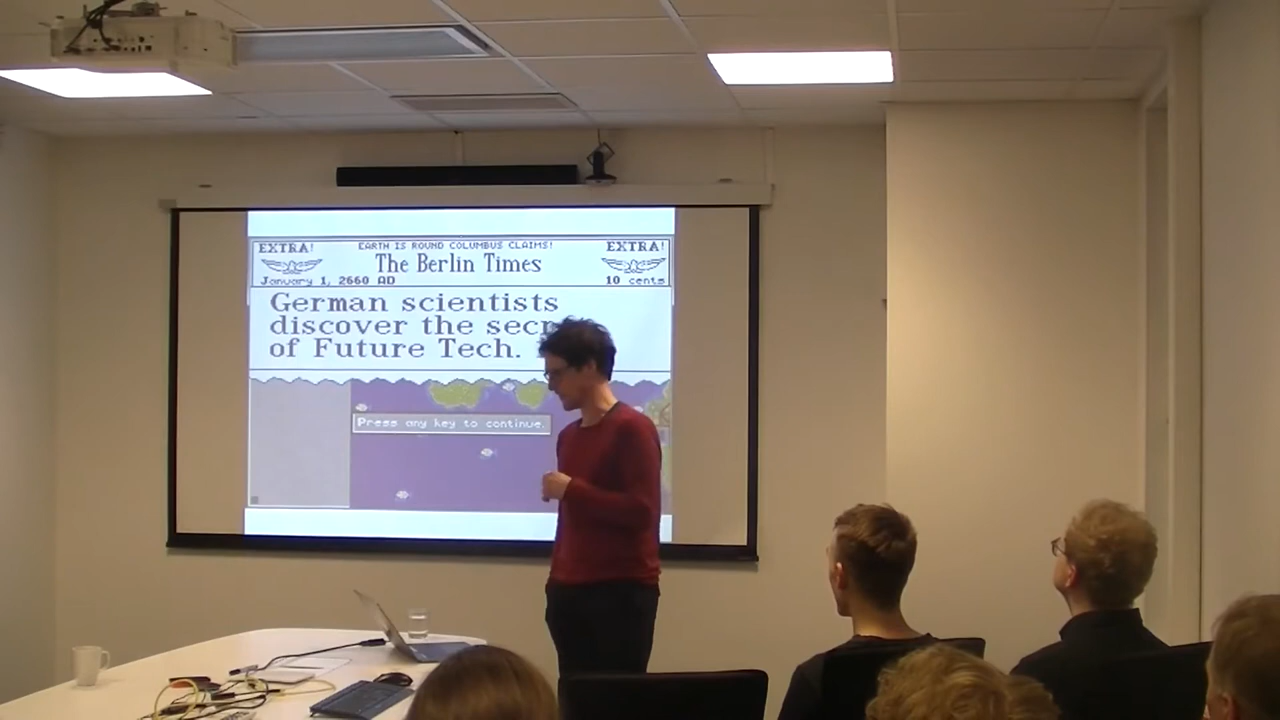 EXTRA! EARTH IS ROUND COLUMBUS CLAIMS! EXTRA!
The Berlin Times
January 1, 2660 AD 10 cents
German scientists
discover the
of Future Tech.
Press any key to continue.